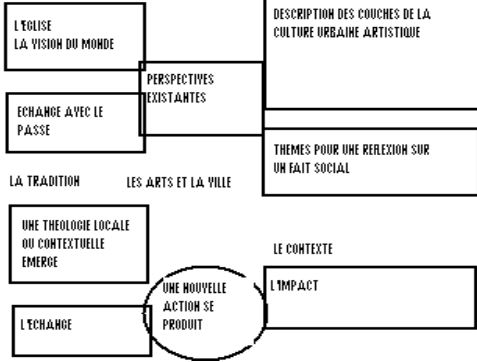 L'EGLISE
LA VISION DU MONDE
DESCRIPTION DES COUCHES DE LA
CULTURE URBAINE ARTISTIQUE
PERSPECTIVES
EXISTANTES
ECHANGE AVEC LE
PASSE
THEMES POUR UNE REFLEXION SUR
UN FAIT SOCIAL
LA TRADITION
LES ARTS ET LA VILLE
UNE THEOLOGIE LOCALE
OU CONTEXTUELLE
EMERGE
LE CONTEXTE
UNE NOUVELLE
ACTION SE
PRODUIT
L'IMPACT
L'ECHANGE